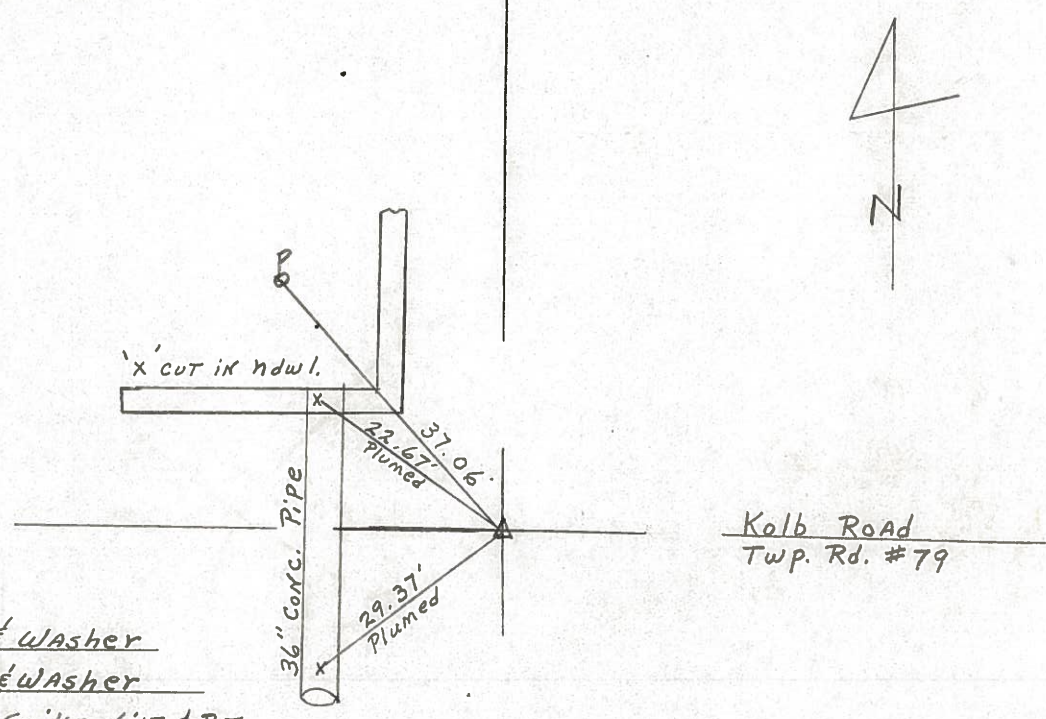 N
P
'x' cut in hdwl.
37.06'
22.67'
Plumed
36" Conc. Pipe
Kolb Road
Twp. Rd. #79
29.37'
Plumed
x
x
& Washer
& Washer